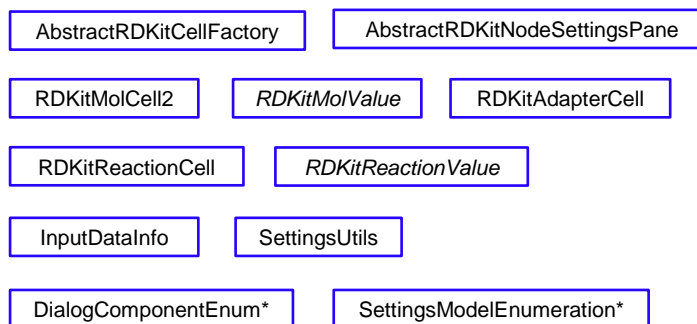 AbstractRDKitCellFactory
AbstractRDKitNodeSettingsPane
RDKitMolCell2
RDKitMolValue
RDKitAdapterCell
RDKitReactionCell
RDKitReactionValue
InputDataInfo
SettingsUtils
DialogComponentEnum*
SettingsModelEnumeration*